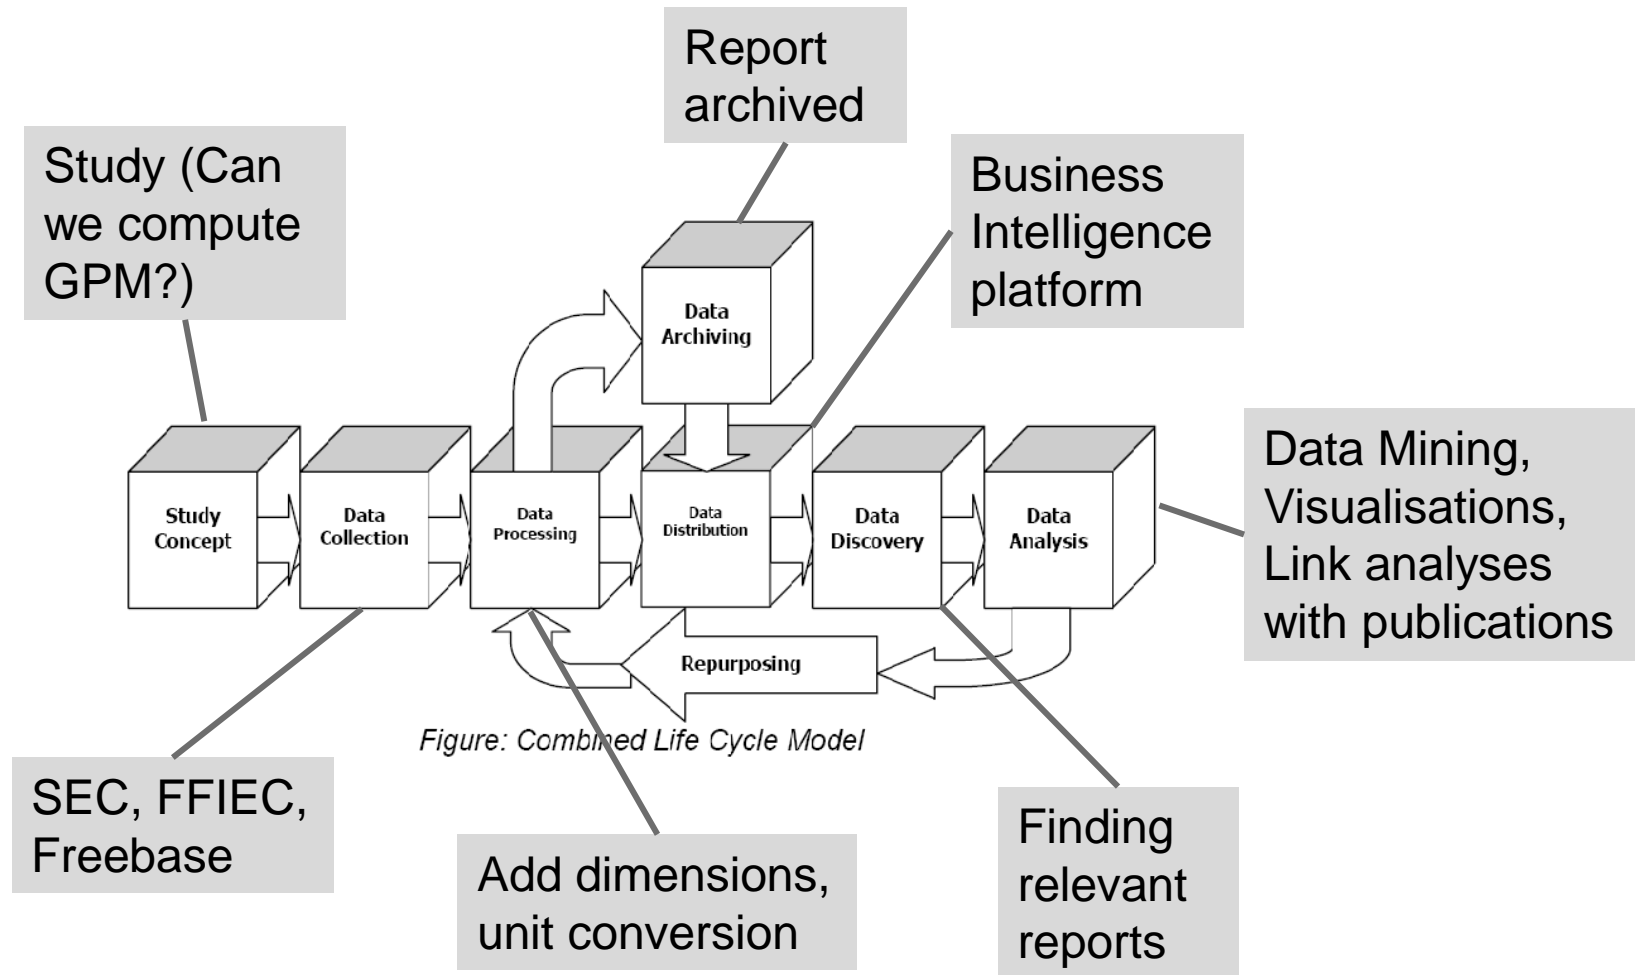 Report
archived
Study (Can
we compute
GPM?)
Business
Intelligence
platform
Data
Archiving
Data Mining,
Visualisations,
Link analyses
with publications
Study
Concept
Data
Collection
Data
Processing
Data
Distribution
Data
Discovery
Data
Analysis
Repurposing
Figure: Combined Life Cycle Model
SEC, FFIEC,
Freebase
Add dimensions,
unit conversion
Finding
relevant
reports